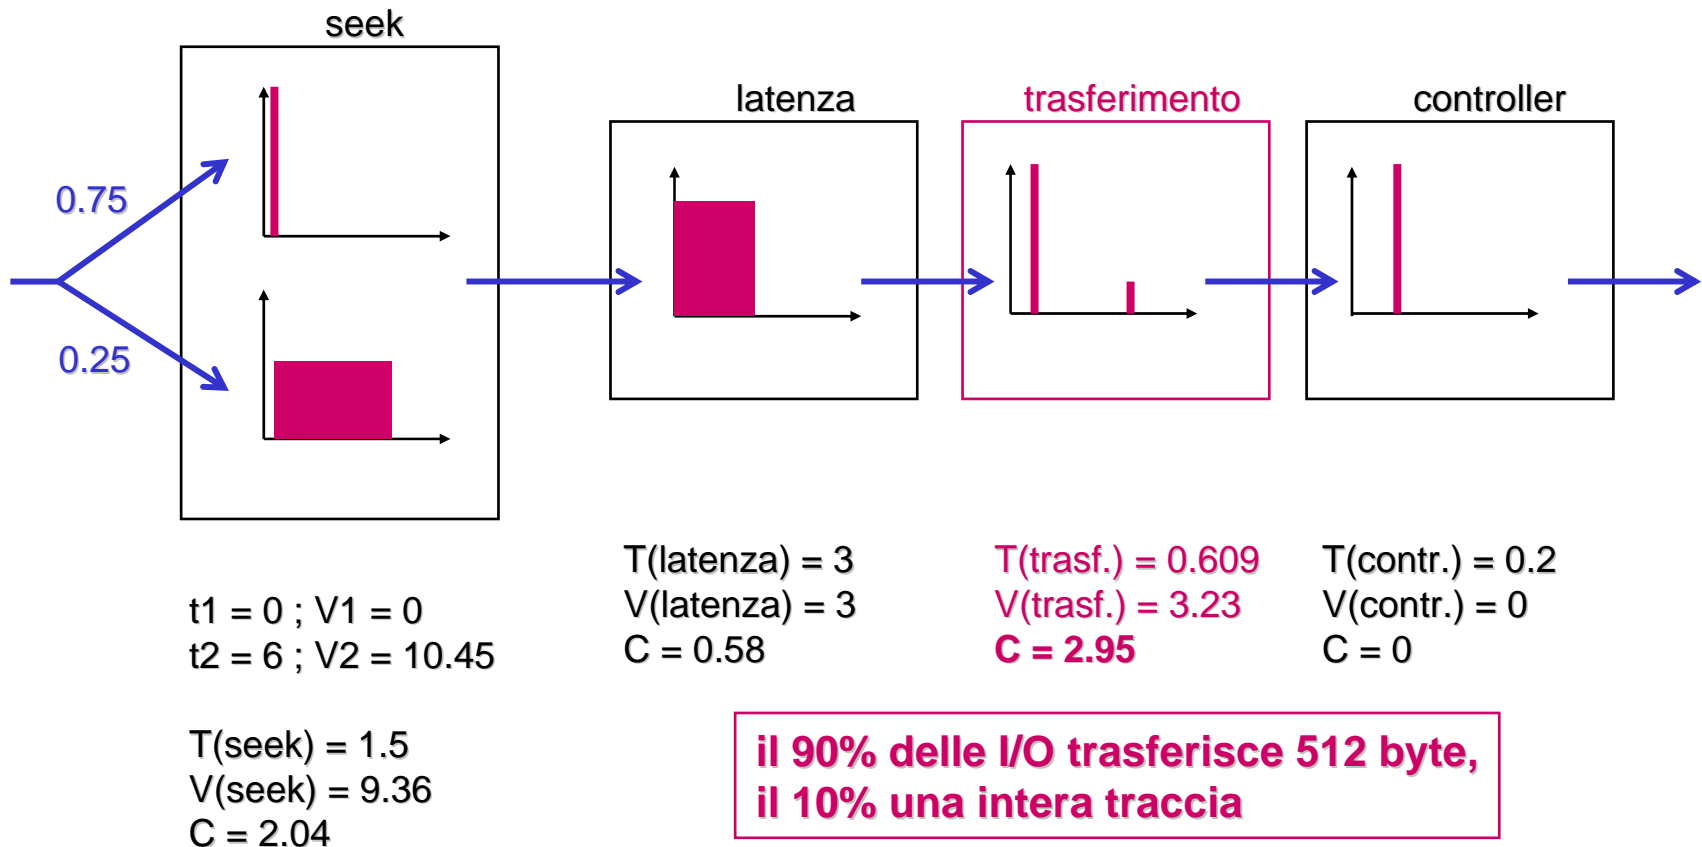 seek
latenza
trasferimento
controller
0.75
0.25
t1 = 0 ; V1 = 0
t2 = 6 ; V2 = 10.45
T(seek) = 1.5
V(seek) = 9.36
C = 2.04
T(latenza) = 3
V(latenza) = 3
C = 0.58
T(trasf.) = 0.609
V(trasf.) = 3.23
C = 2.95
T(contr.) = 0.2
V(contr.) = 0
C = 0
il 90% delle I/O trasferisce 512 byte,
il 10% una intera traccia